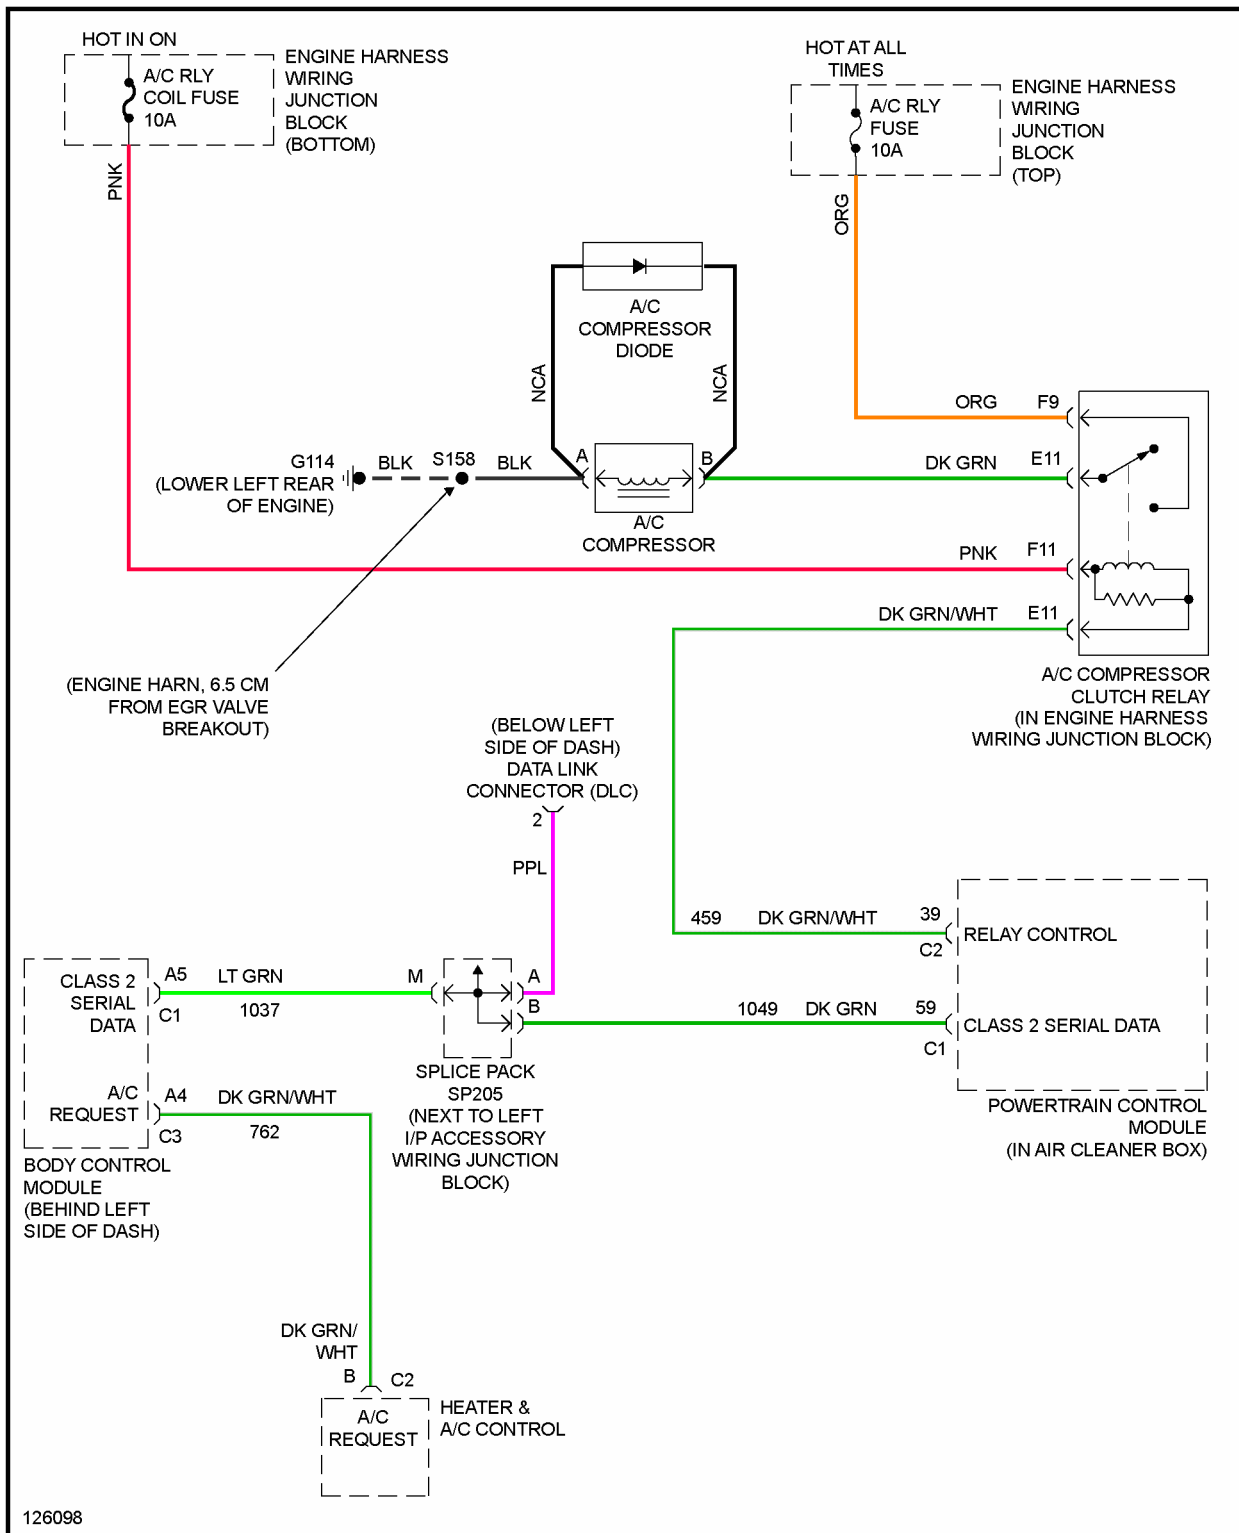 HOT IN ON
A/C RLY
COIL FUSE
10A
ENGINE HARNESS
WIRING
JUNCTION
BLOCK
(BOTTOM)
PNK
HOT AT ALL
TIMES
A/C RLY
FUSE
10A
ENGINE HARNESS
WIRING
JUNCTION
BLOCK
(TOP)
ORG
A/C
COMPRESSOR
DIODE
NCA
NCA
ORG
F9
G114
(LOWER LEFT REAR
OF ENGINE)
BLK
S158
BLK
A
B
A/C
COMPRESSOR
DK GRN
E11
PNK
F11
DK GRN/WHT
E11
A/C COMPRESSOR
CLUTCH RELAY
(IN ENGINE HARNESS
WIRING JUNCTION BLOCK)
(ENGINE HARN, 6.5 CM
FROM EGR VALVE
BREAKOUT)
(BELOW LEFT
SIDE OF DASH)
DATA LINK
CONNECTOR (DLC)
2
PPL
459
DK GRN/WHT
39
C2
RELAY CONTROL
CLASS 2
SERIAL
DATA
A5
C1
LT GRN
1037
M
A
B
1049
DK GRN
59
C1
CLASS 2 SERIAL DATA
SPLICE PACK
SP205
(NEXT TO LEFT
I/P ACCESSORY
WIRING JUNCTION
BLOCK)
POWERTRAIN CONTROL
MODULE
(IN AIR CLEANER BOX)
A/C
REQUEST
A4
C3
DK GRN/WHT
762
BODY CONTROL
MODULE
(BEHIND LEFT
SIDE OF DASH)
DK GRN/
WHT
B
C2
A/C
REQUEST
HEATER &
A/C CONTROL
126098